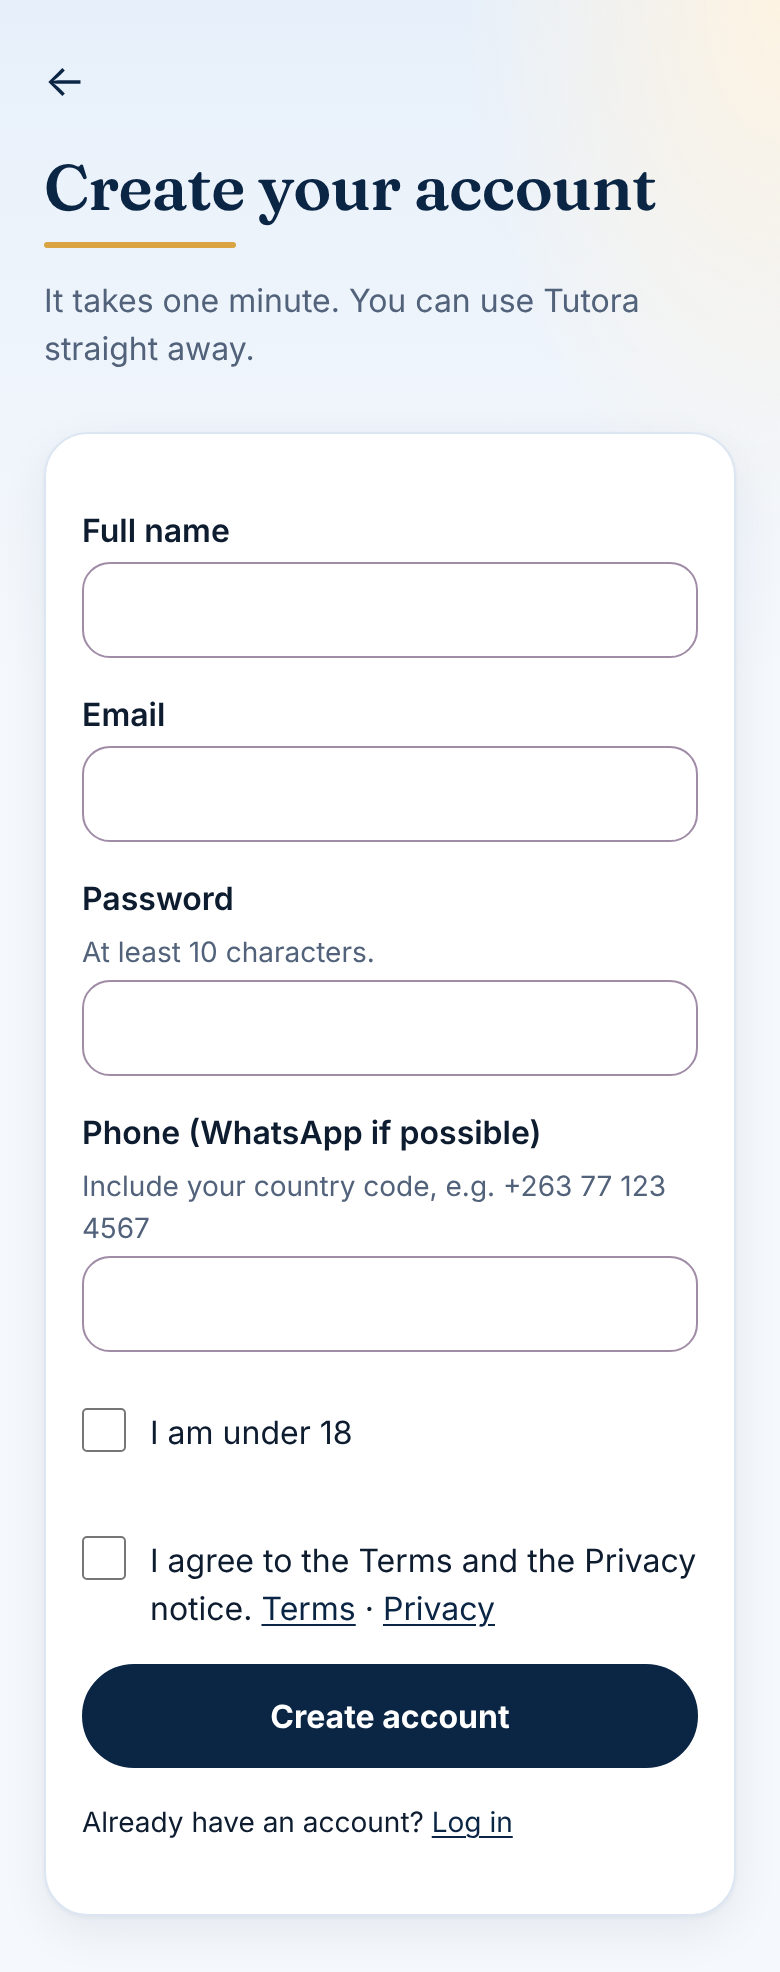 Create your account
It takes one minute. You can use Tutora
straight away.
Full name
Email
Password
At least 10 characters.
Phone (WhatsApp if possible)
Include your country code, e.g. +263 77 123
4567
I am under 18
I agree to the Terms and the Privacy
notice. Terms · Privacy
Create account
Already have an account? Log in